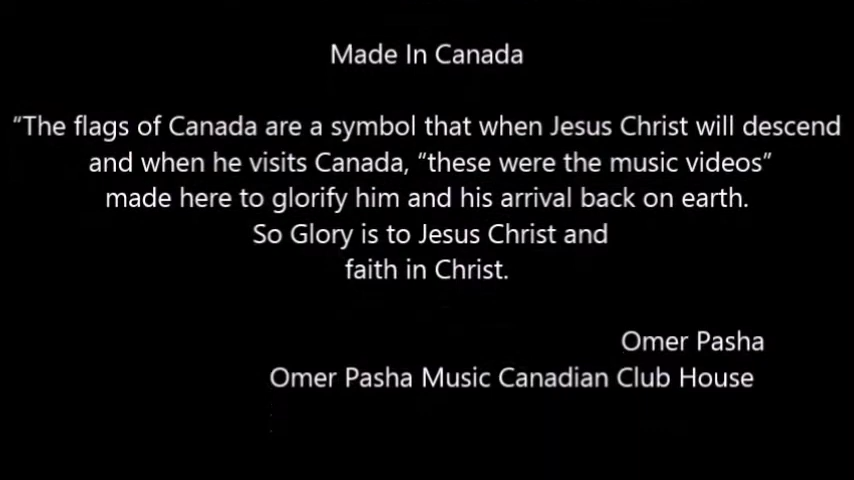 Made In Canada
“The flags of Canada are a symbol that when Jesus Christ will descend
and when he visits Canada, “these were the music videos”
made here to glorify him and his arrival back on earth.
So Glory is to Jesus Christ and
faith in Christ.
Omer Pasha
Omer Pasha Music Canadian Club House